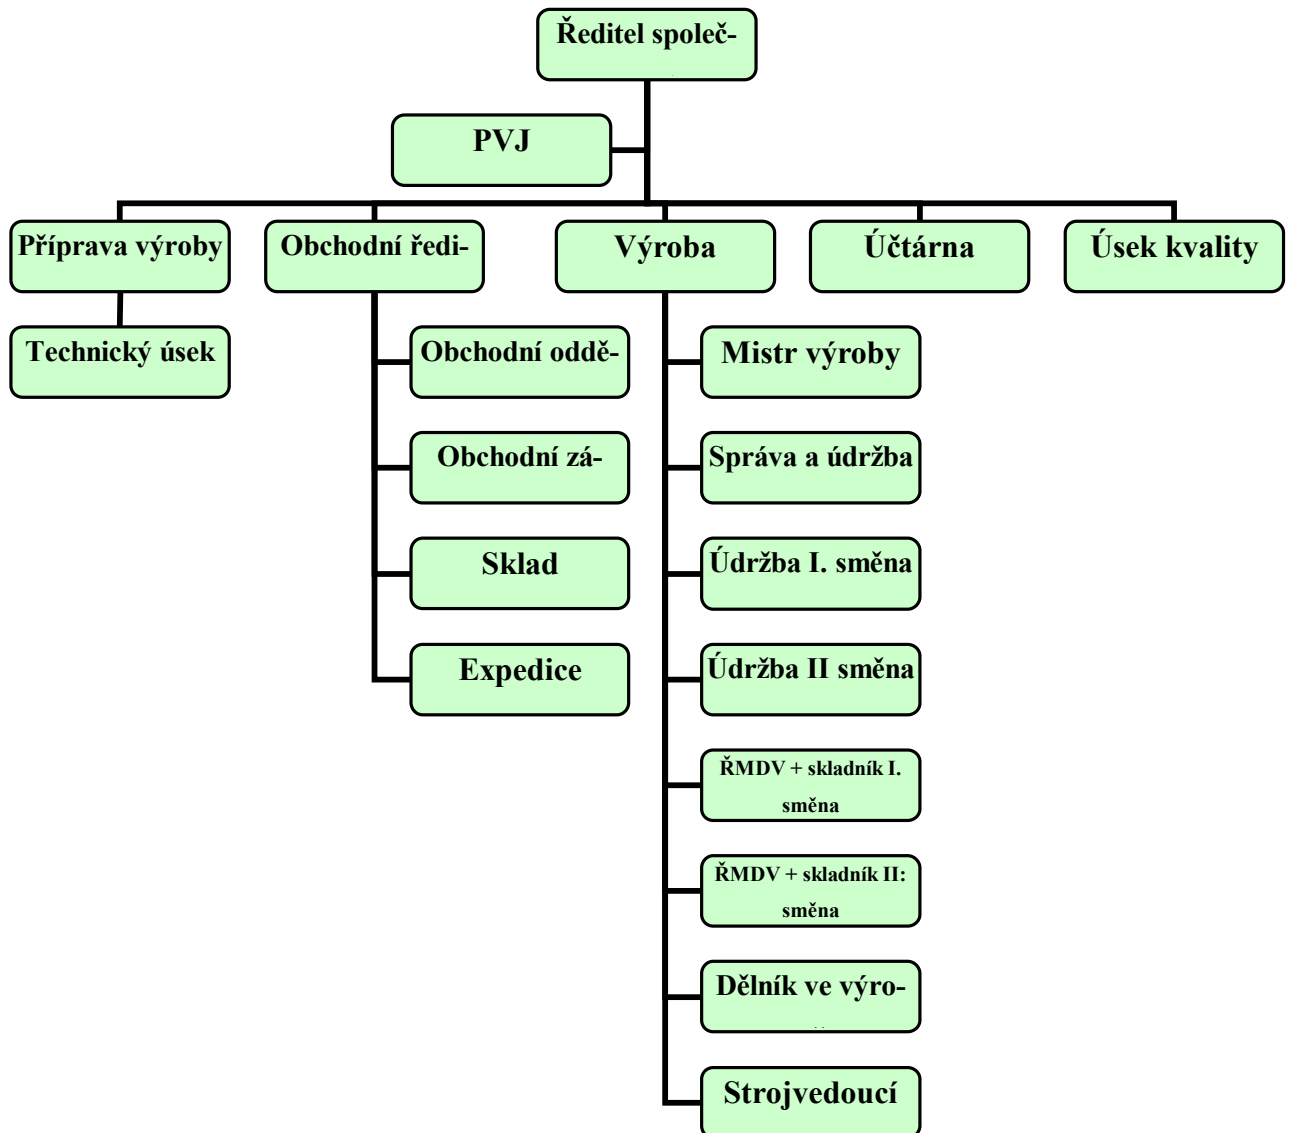 Ředitel společ-
PVJ
Příprava výroby
Obchodní ředi-
Výroba
Účtárna
Úsek kvality
Technický úsek
Obchodní oddě-
Mistr výroby
Obchodní zá-
Správa a údržba
Sklad
Údržba I. směna
Expedice
Údržba II směna
ŘMDV + skladník I.
směna
ŘMDV + skladník II:
směna
Dělník ve výro-
Strojvedoucí